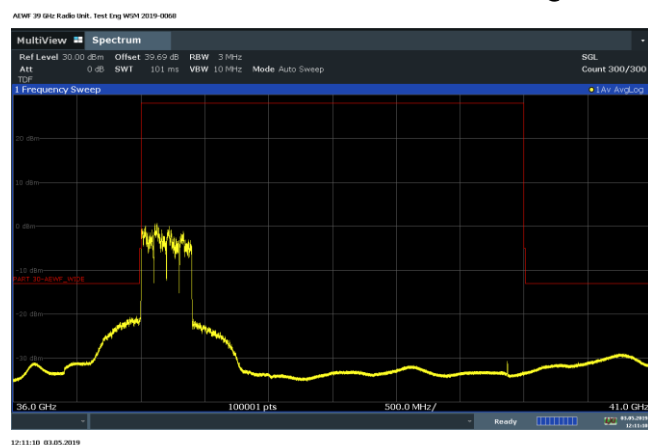 AEWF 39 GHz Radio Unit. Test Eng WSM 2019-0060
MultiView Spectrum
Ref Level 30.00 dBm Offset 39.69 dB RBW 3 MHz SGL
Att 0 dB SWT 101 ms VBW 10 MHz Mode Auto Sweep Count 300/300
TDF
1 Frequency Sweep 1Av AvgLog
20 dBm
10 dBm
0 dBm
-10 dBm
PART 30-AEWF_WIDE
-20 dBm
-30 dBm
36.0 GHz 100001 pts 500.0 MHz/ 41.0 GHz
Ready 03.05.2019
12:11:10
12:11:10 03.05.2019